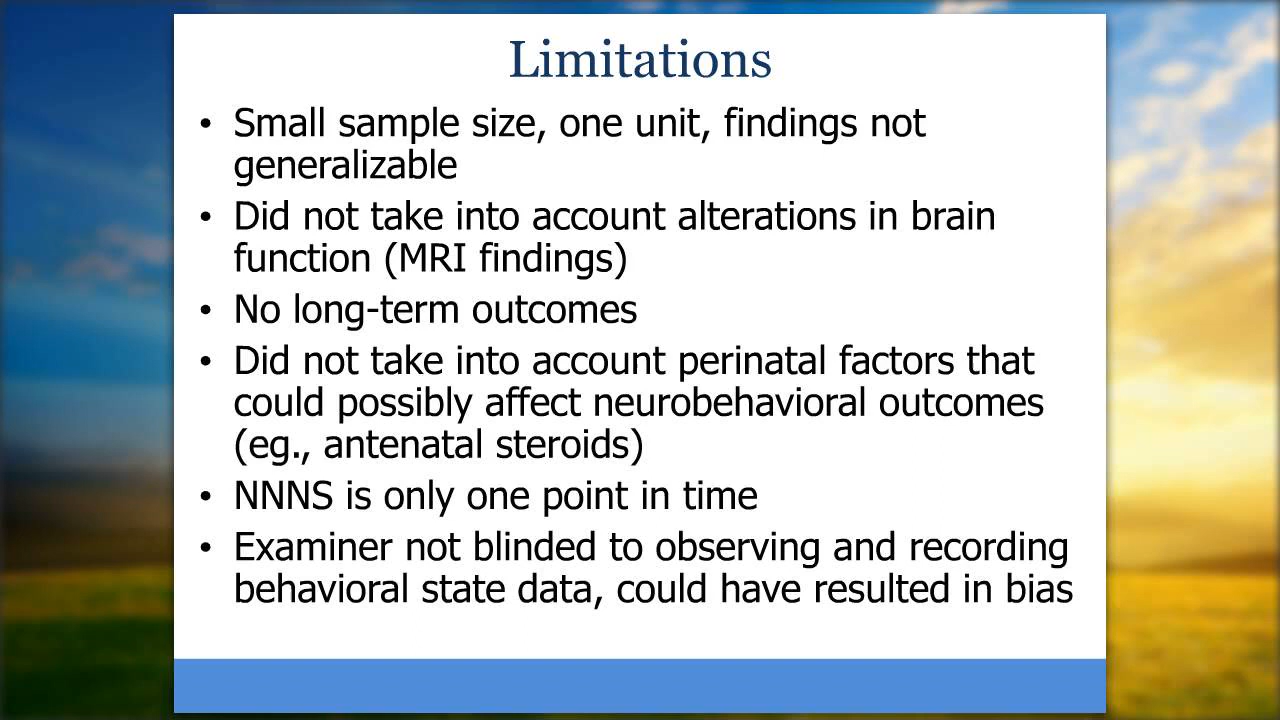 Limitations
• Small sample size, one unit, findings not
generalizable
• Did not take into account alterations in brain
function (MRI findings)
• No long-term outcomes
• Did not take into account perinatal factors that
could possibly affect neurobehavioral outcomes
(eg., antenatal steroids)
• NNNS is only one point in time
• Examiner not blinded to observing and recording
behavioral state data, could have resulted in bias